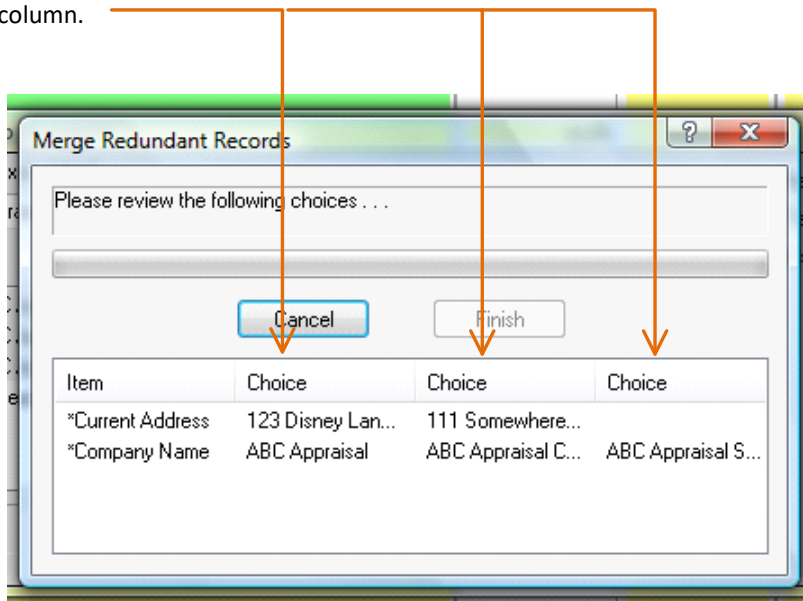 column.
Merge Redundant Records
Please review the following choices . . .
Cancel Finish
Item Choice Choice Choice
*Current Address 123 Disney Lan... 111 Somewhere...
*Company Name ABC Appraisal ABC Appraisal C... ABC Appraisal S...